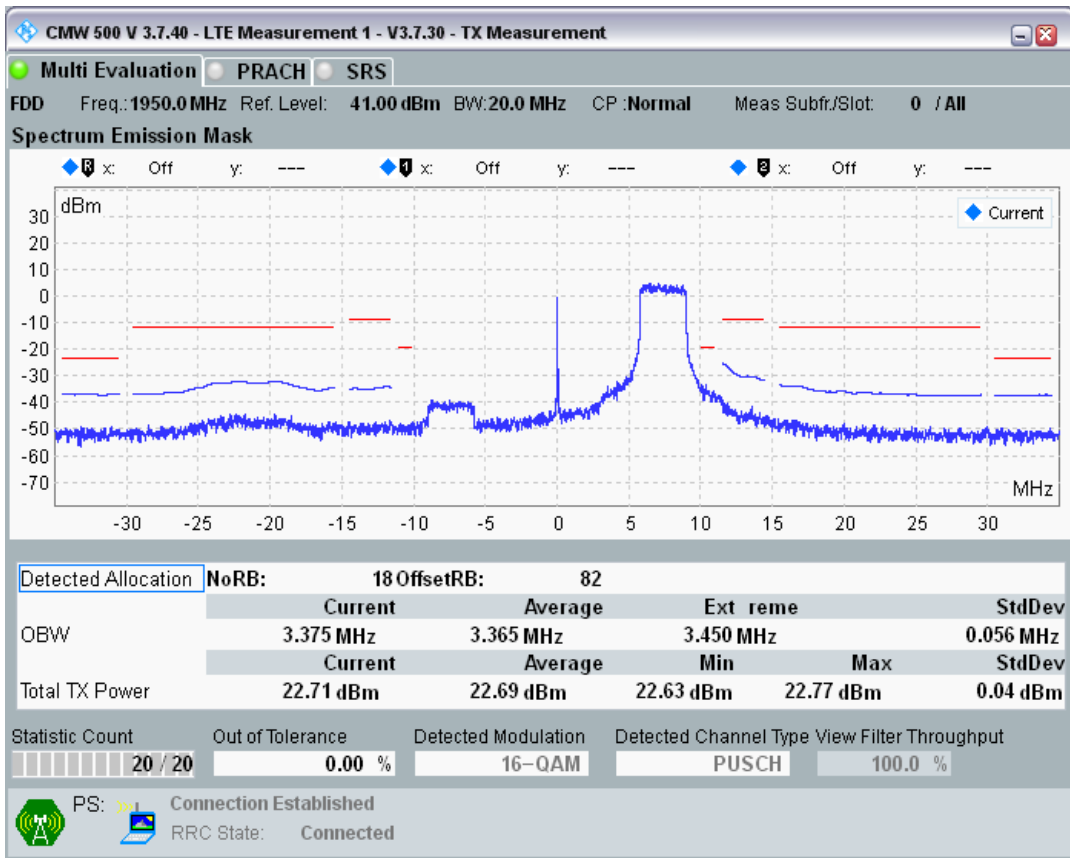 CMW 500 V 3.7.40 - LTE Measurement 1 - V3.7.30 - TX Measurement
Multi Evaluation PRACH SRS
FDD Freq.: 1950.0 MHz Ref. Level: 41.00 dBm BW: 20.0 MHz CP : Normal Meas Subfr./Slot: 0 / All
Spectrum Emission Mask
R x: Off y: --- 1 x: Off y: --- 2 x: Off y: ---
dBm
Current
30
20
10
0
-10
-20
-30
-40
-50
-60
-70
MHz
-30 -25 -20 -15 -10 -5 0 5 10 15 20 25 30
Detected Allocation NoRB: 18 OffsetRB: 82
Current Average Ext reme StdDev
OBW 3.375 MHz 3.365 MHz 3.450 MHz 0.056 MHz
Current Average Min Max StdDev
Total TX Power 22.71 dBm 22.69 dBm 22.63 dBm 22.77 dBm 0.04 dBm
Statistic Count Out of Tolerance Detected Modulation Detected Channel Type View Filter Throughput
20 / 20 0.00 % 16-QAM PUSCH 100.0 %
PS: Connection Established
RRC State: Connected